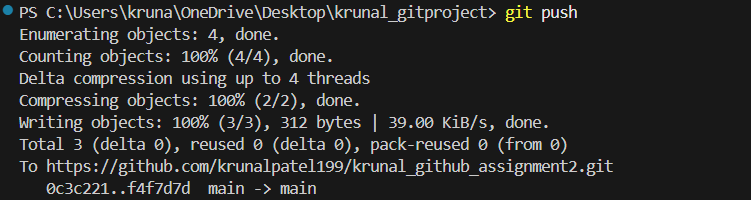 PS C:\Users\kruna\OneDrive\Desktop\krunal_gitproject> git push
Enumerating objects: 4, done.
Counting objects: 100% (4/4), done.
Delta compression using up to 4 threads
Compressing objects: 100% (2/2), done.
Writing objects: 100% (3/3), 312 bytes | 39.00 KiB/s, done.
Total 3 (delta 0), reused 0 (delta 0), pack-reused 0 (from 0)
To https://github.com/krunalpatel199/krunal_github_assignment2.git
   0c3c221..f4f7d7d  main -> main